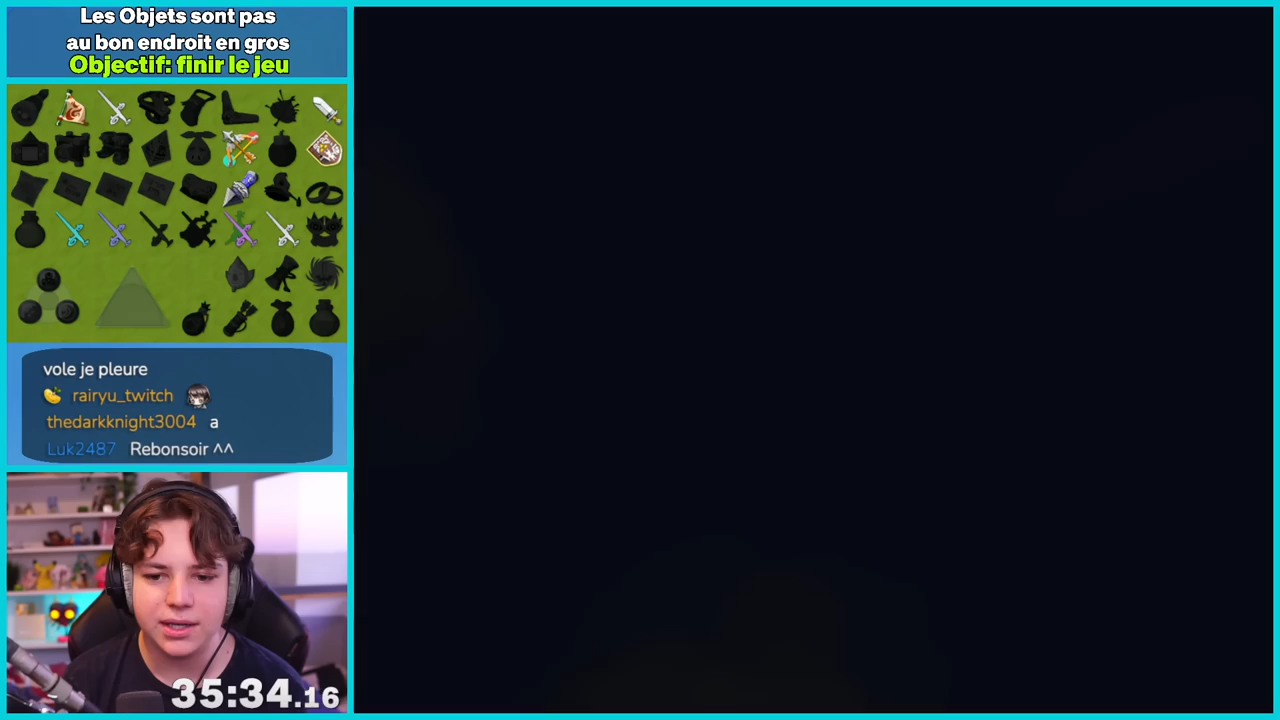 Les Objets sont pas
au bon endroit en gros
Objectif: finir le jeu
vole je pleure
rairyu_twitch
thedarkknight3004 a
Luk2487 Rebonsoir ^^
35:34.16